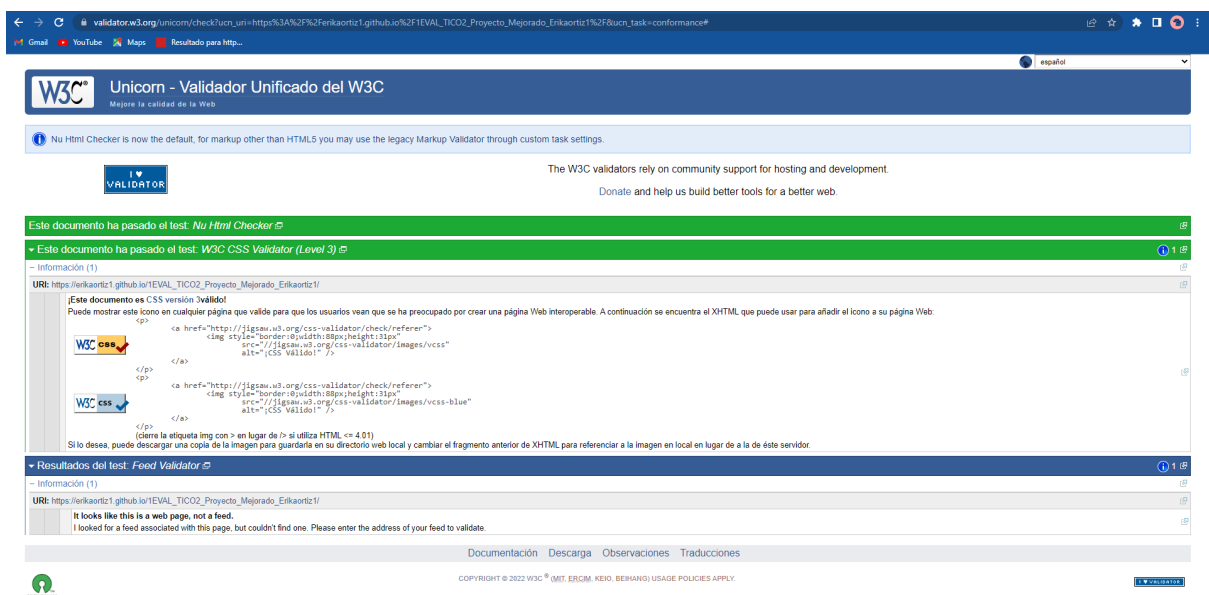 validator.w3.org/unicorn/check?ucn_uri=https%3A%2F%2Ferikaortiz1.github.io%2F1EVAL_TICO2_Proyecto_Mejorado_Erikaortiz1%2F&ucn_task=conformance#
Gmail YouTube Maps Resultado para http...
español
W3C® Unicorn - Validador Unificado del W3C
Mejore la calidad de la Web
Nu Html Checker is now the default, for markup other than HTML5 you may use the legacy Markup Validator through custom task settings.
I ♥
VALIDATOR
The W3C validators rely on community support for hosting and development.
Donate and help us build better tools for a better web.
Este documento ha pasado el test: Nu Html Checker
Este documento ha pasado el test: W3C CSS Validator (Level 3) 1
− Información (1)
URI: https://erikaortiz1.github.io/1EVAL_TICO2_Proyecto_Mejorado_Erikaortiz1/
¡Este documento es CSS versión 3válido!
Puede mostrar este icono en cualquier página que valide para que los usuarios vean que se ha preocupado por crear una página Web interoperable. A continuación se encuentra el XHTML que puede usar para añadir el icono a su página Web:
<p>
<a href="http://jigsaw.w3.org/css-validator/check/referer">
<img style="border:0;width:88px;height:31px"
src="//jigsaw.w3.org/css-validator/images/vcss"
alt="¡CSS Válido!" />
</a>
</p>
W3C css
<p>
<a href="http://jigsaw.w3.org/css-validator/check/referer">
<img style="border:0;width:88px;height:31px"
src="//jigsaw.w3.org/css-validator/images/vcss-blue"
alt="¡CSS Válido!" />
</a>
</p>
W3C css
(cierre la etiqueta img con > en lugar de /> si utiliza HTML <= 4.01)
Si lo desea, puede descargar una copia de la imagen para guardarla en su directorio web local y cambiar el fragmento anterior de XHTML para referenciar a la imagen en local en lugar de a la de éste servidor.
Resultados del test: Feed Validator 1
− Información (1)
URI: https://erikaortiz1.github.io/1EVAL_TICO2_Proyecto_Mejorado_Erikaortiz1/
It looks like this is a web page, not a feed.
I looked for a feed associated with this page, but couldn't find one. Please enter the address of your feed to validate.
Documentación Descarga Observaciones Traducciones
COPYRIGHT © 2022 W3C ® (MIT, ERCIM, KEIO, BEIHANG) USAGE POLICIES APPLY.
I ♥ VALIDATOR